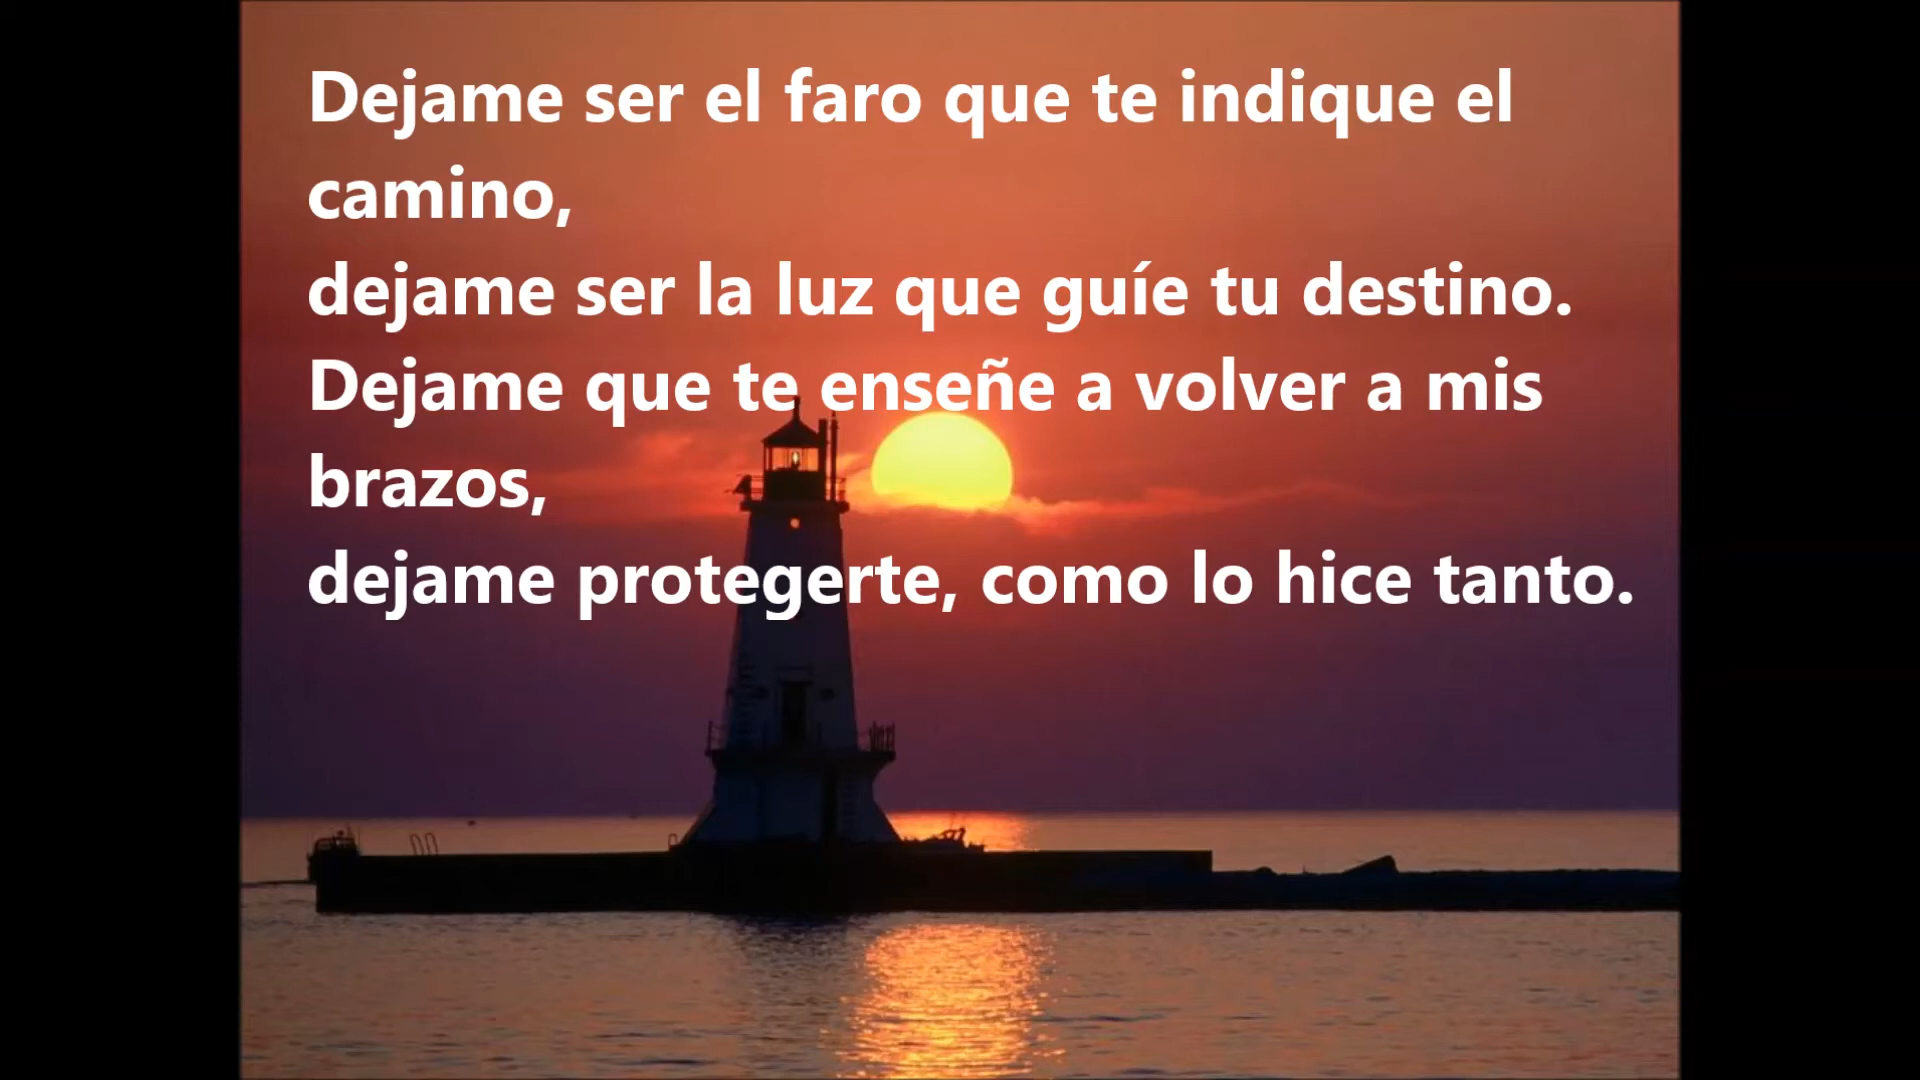 Dejame ser el faro que te indique el
camino,
dejame ser la luz que guíe tu destino.
Dejame que te enseñe a volver a mis
brazos,
dejame protegerte, como lo hice tanto.